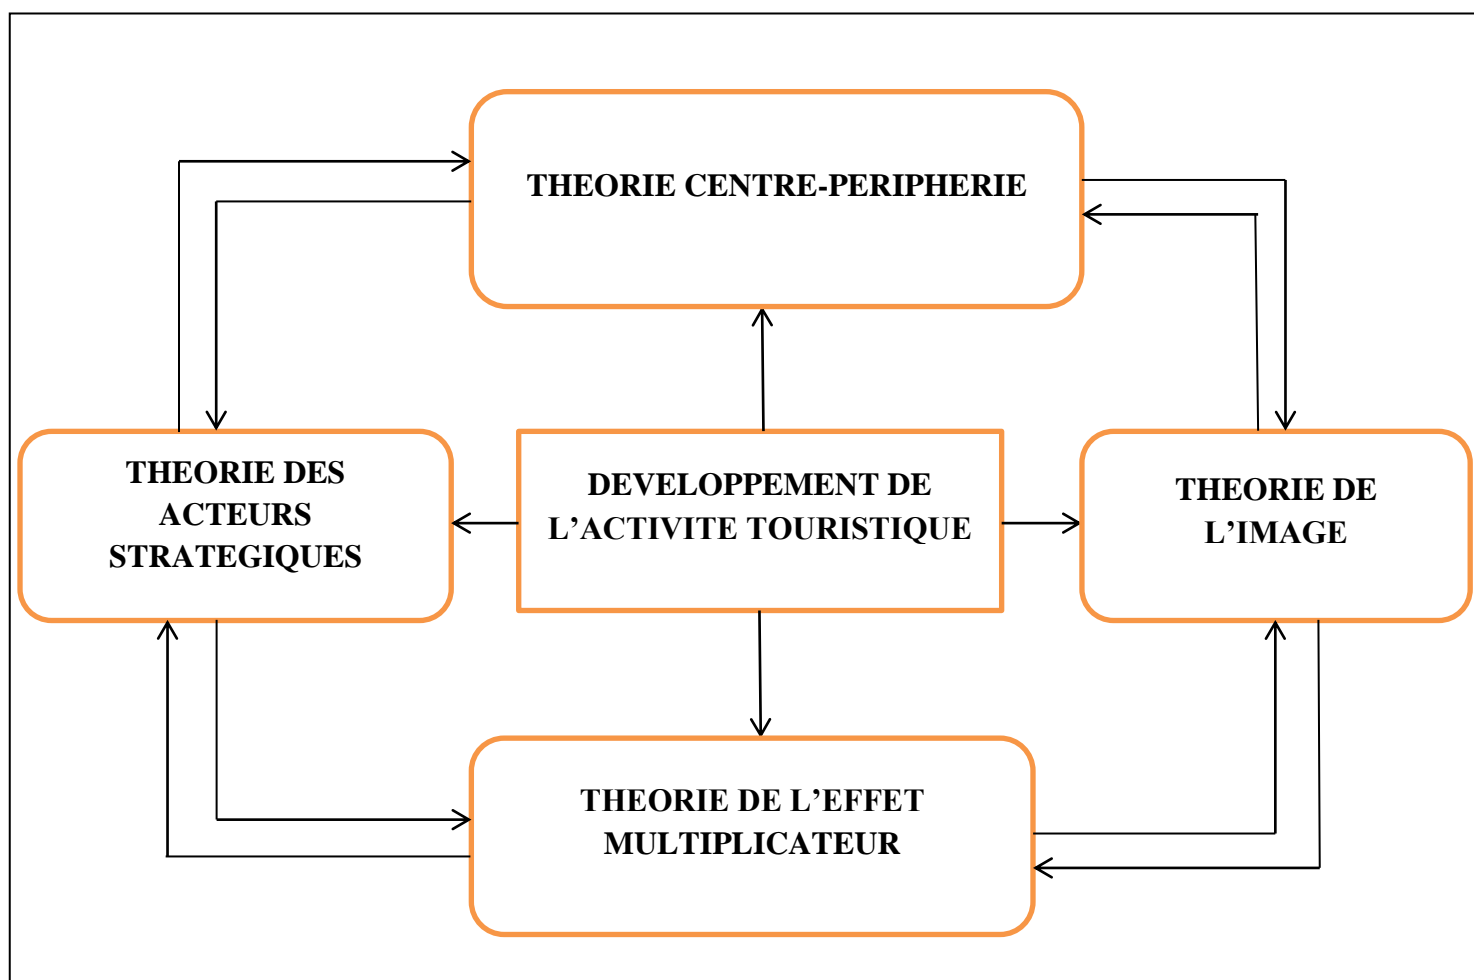 THEORIE CENTRE-PERIPHERIE
THEORIE DES
ACTEURS
STRATEGIQUES
DEVELOPPEMENT DE
L’ACTIVITE TOURISTIQUE
THEORIE DE
L’IMAGE
THEORIE DE L’EFFET
MULTIPLICATEUR